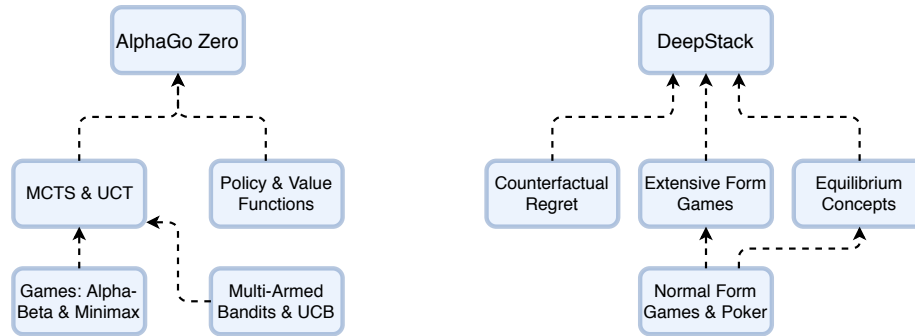 AlphaGo Zero
DeepStack
MCTS & UCT
Policy & Value
Functions
Counterfactual
Regret
Extensive Form
Games
Equilibrium
Concepts
Games: Alpha-
Beta & Minimax
Multi-Armed
Bandits & UCB
Normal Form
Games & Poker